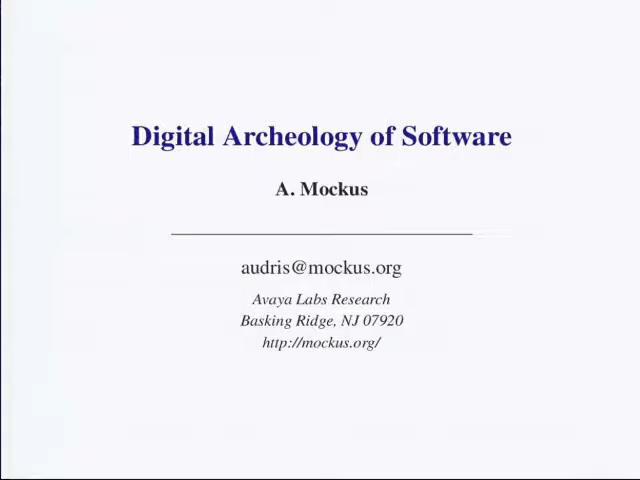 Digital Archeology of Software
A. Mockus
audris@mockus.org
Avaya Labs Research
Basking Ridge, NJ 07920
http://mockus.org/